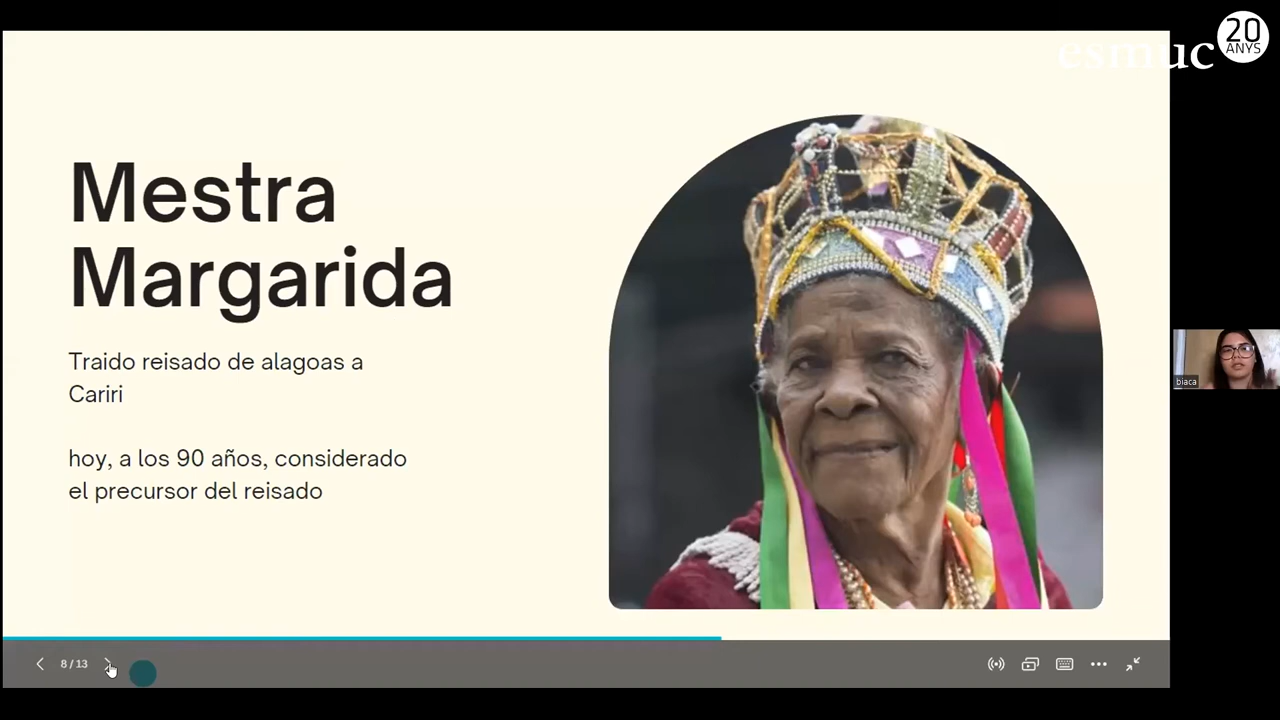 esmuc
20
ANYS
Mestra
Margarida
Traido reisado de alagoas a
Cariri
hoy, a los 90 años, considerado
el precursor del reisado
biaca
8 / 13